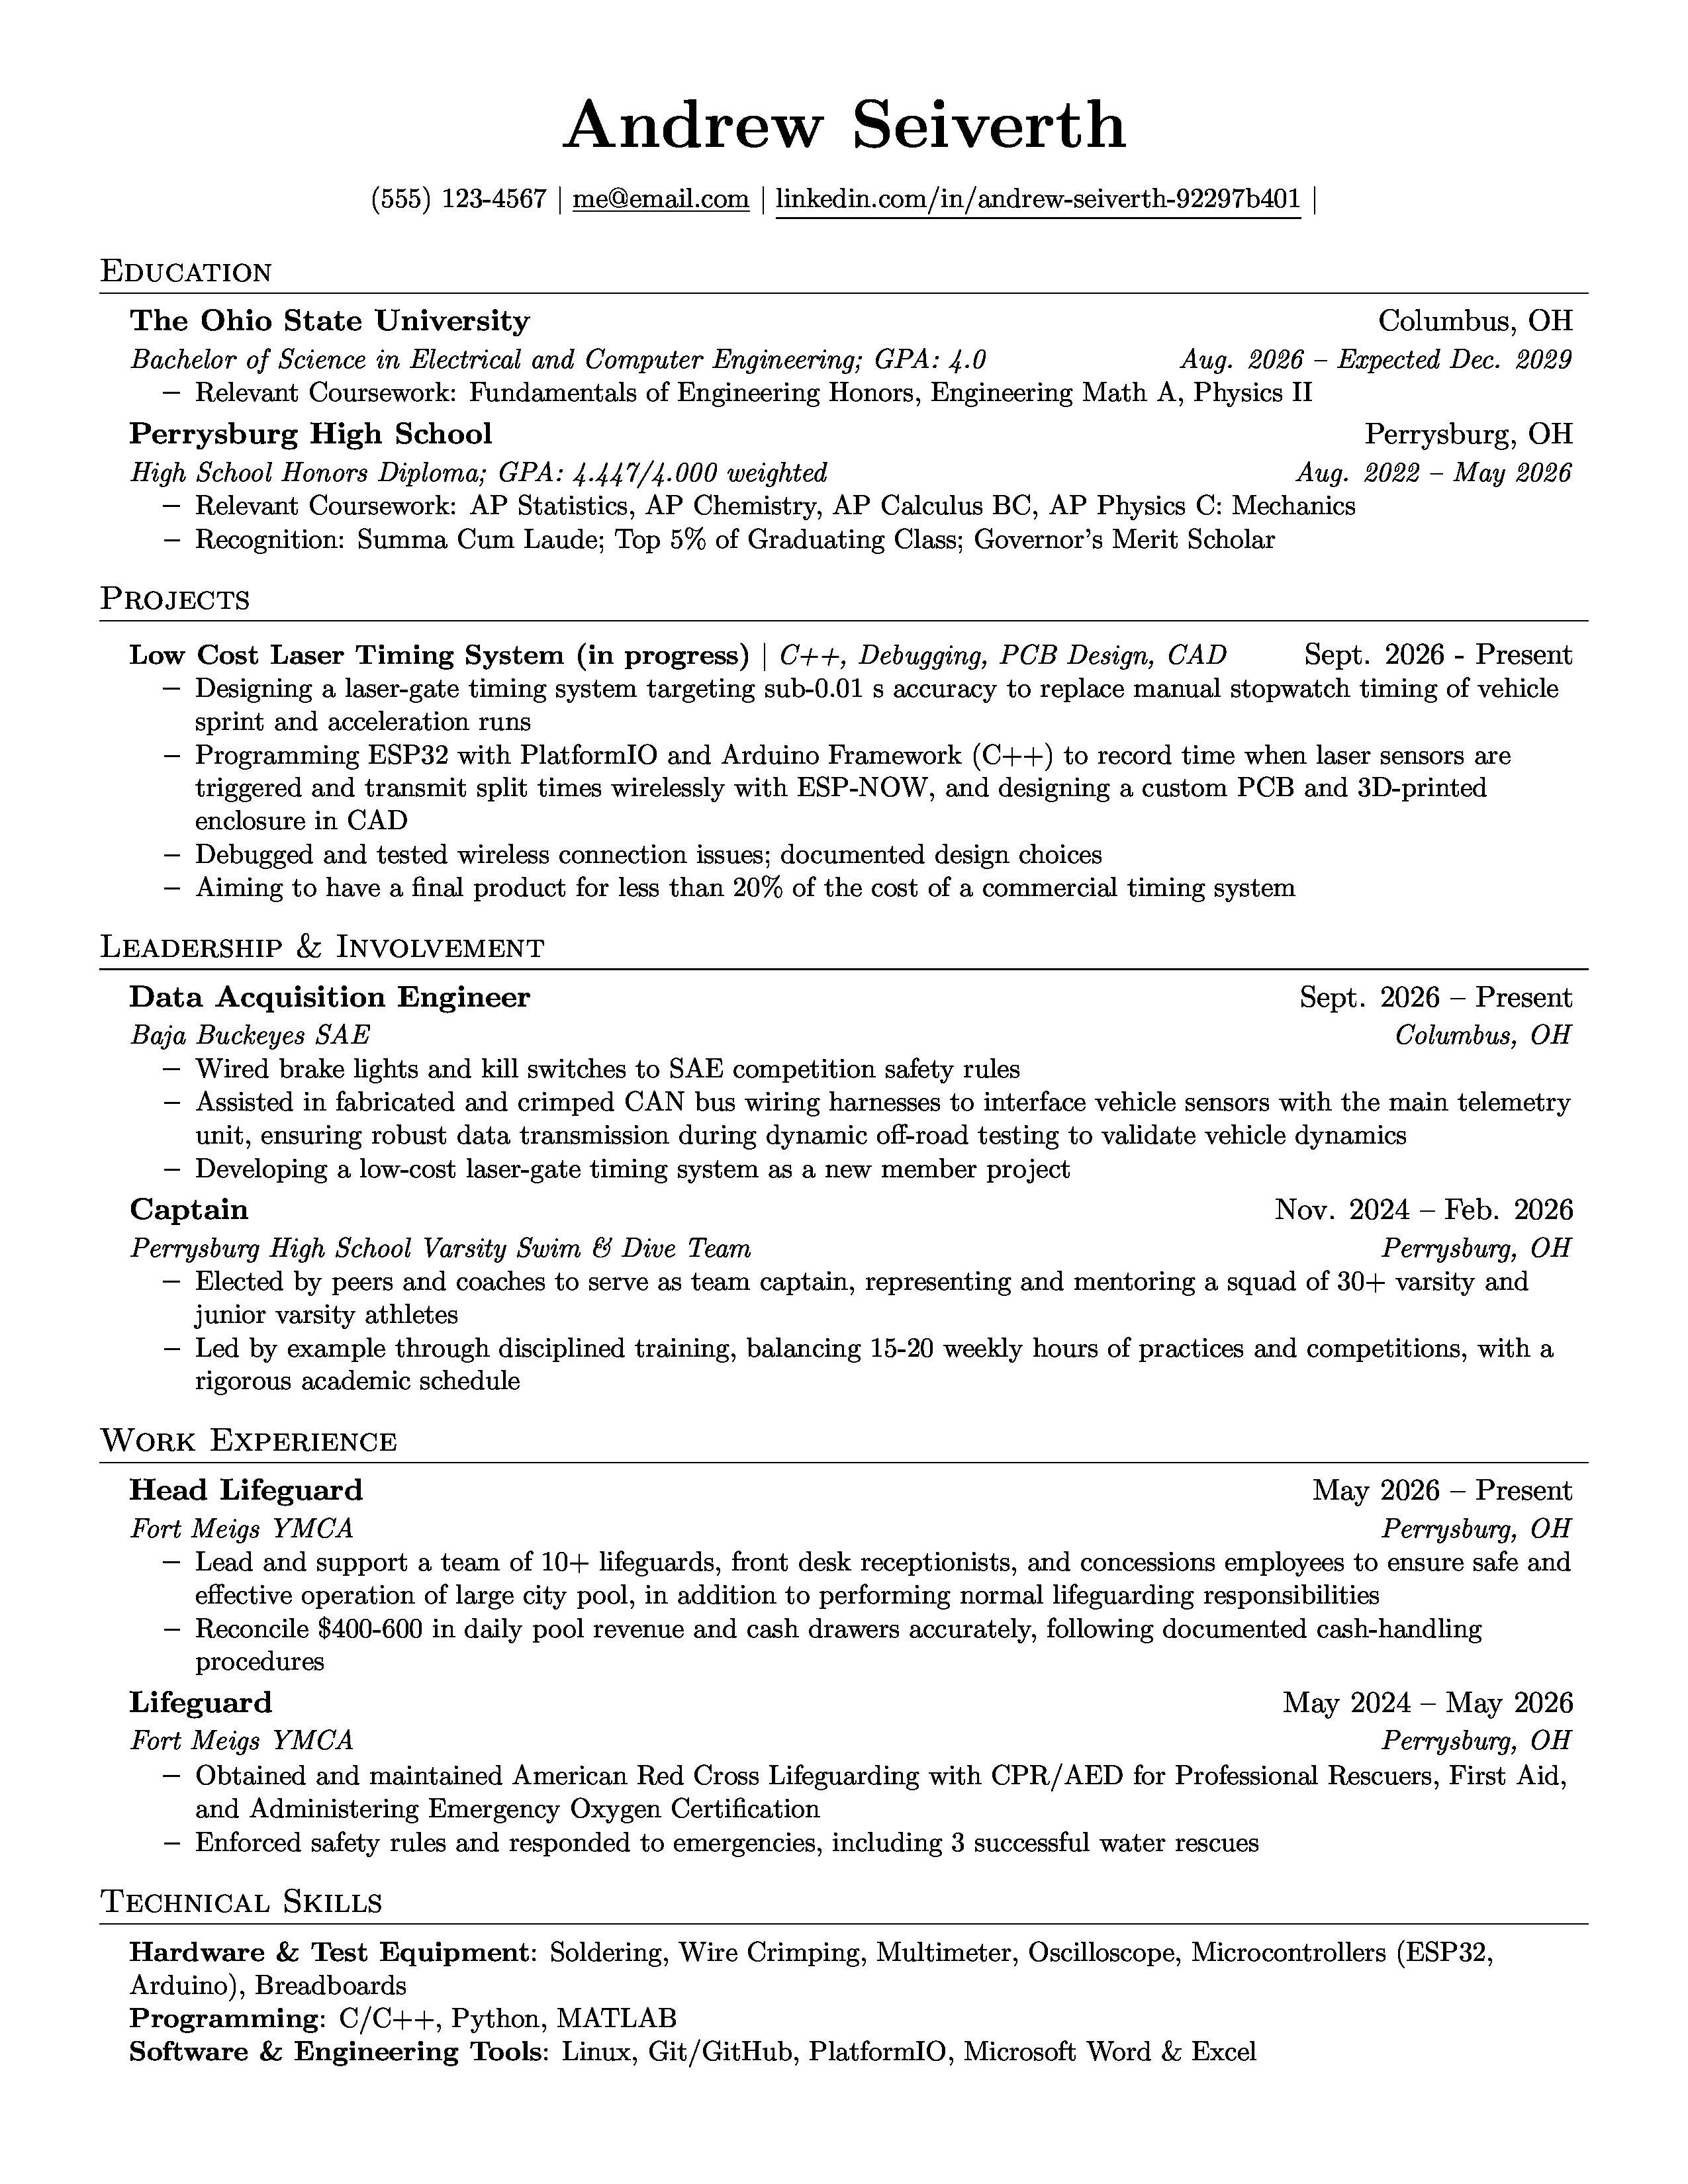 Andrew Seiverth
(555) 123-4567 | me@email.com | linkedin.com/in/andrew-seiverth-92297b401 |
Education
The Ohio State University Columbus, OH
Bachelor of Science in Electrical and Computer Engineering; GPA: 4.0 Aug. 2026 – Expected Dec. 2029
– Relevant Coursework: Fundamentals of Engineering Honors, Engineering Math A, Physics II
Perrysburg High School Perrysburg, OH
High School Honors Diploma; GPA: 4.447/4.000 weighted Aug. 2022 – May 2026
– Relevant Coursework: AP Statistics, AP Chemistry, AP Calculus BC, AP Physics C: Mechanics
– Recognition: Summa Cum Laude; Top 5% of Graduating Class; Governor's Merit Scholar
Projects
Low Cost Laser Timing System (in progress) | C++, Debugging, PCB Design, CAD Sept. 2026 - Present
– Designing a laser-gate timing system targeting sub-0.01 s accuracy to replace manual stopwatch timing of vehicle
sprint and acceleration runs
– Programming ESP32 with PlatformIO and Arduino Framework (C++) to record time when laser sensors are
triggered and transmit split times wirelessly with ESP-NOW, and designing a custom PCB and 3D-printed
enclosure in CAD
– Debugged and tested wireless connection issues; documented design choices
– Aiming to have a final product for less than 20% of the cost of a commercial timing system
Leadership & Involvement
Data Acquisition Engineer Sept. 2026 – Present
Baja Buckeyes SAE Columbus, OH
– Wired brake lights and kill switches to SAE competition safety rules
– Assisted in fabricated and crimped CAN bus wiring harnesses to interface vehicle sensors with the main telemetry
unit, ensuring robust data transmission during dynamic off-road testing to validate vehicle dynamics
– Developing a low-cost laser-gate timing system as a new member project
Captain Nov. 2024 – Feb. 2026
Perrysburg High School Varsity Swim & Dive Team Perrysburg, OH
– Elected by peers and coaches to serve as team captain, representing and mentoring a squad of 30+ varsity and
junior varsity athletes
– Led by example through disciplined training, balancing 15-20 weekly hours of practices and competitions, with a
rigorous academic schedule
Work Experience
Head Lifeguard May 2026 – Present
Fort Meigs YMCA Perrysburg, OH
– Lead and support a team of 10+ lifeguards, front desk receptionists, and concessions employees to ensure safe and
effective operation of large city pool, in addition to performing normal lifeguarding responsibilities
– Reconcile $400-600 in daily pool revenue and cash drawers accurately, following documented cash-handling
procedures
Lifeguard May 2024 – May 2026
Fort Meigs YMCA Perrysburg, OH
– Obtained and maintained American Red Cross Lifeguarding with CPR/AED for Professional Rescuers, First Aid,
and Administering Emergency Oxygen Certification
– Enforced safety rules and responded to emergencies, including 3 successful water rescues
Technical Skills
Hardware & Test Equipment: Soldering, Wire Crimping, Multimeter, Oscilloscope, Microcontrollers (ESP32,
Arduino), Breadboards
Programming: C/C++, Python, MATLAB
Software & Engineering Tools: Linux, Git/GitHub, PlatformIO, Microsoft Word & Excel